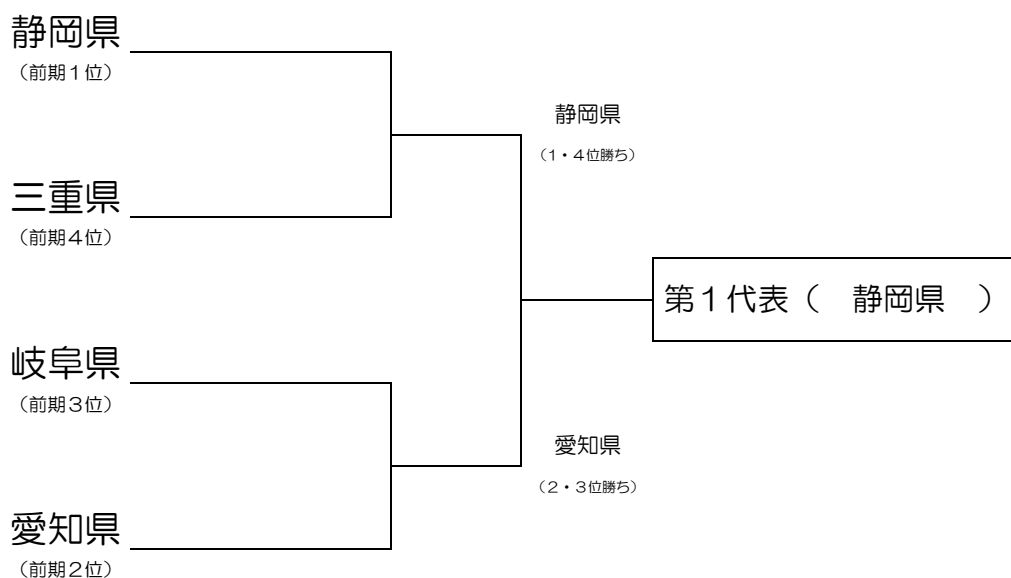 静岡県
（前期１位）
静岡県
（１・４位勝ち）
三重県
（前期４位）
第１代表（　静岡県　）
岐阜県
（前期３位）
愛知県
（２・３位勝ち）
愛知県
（前期２位）